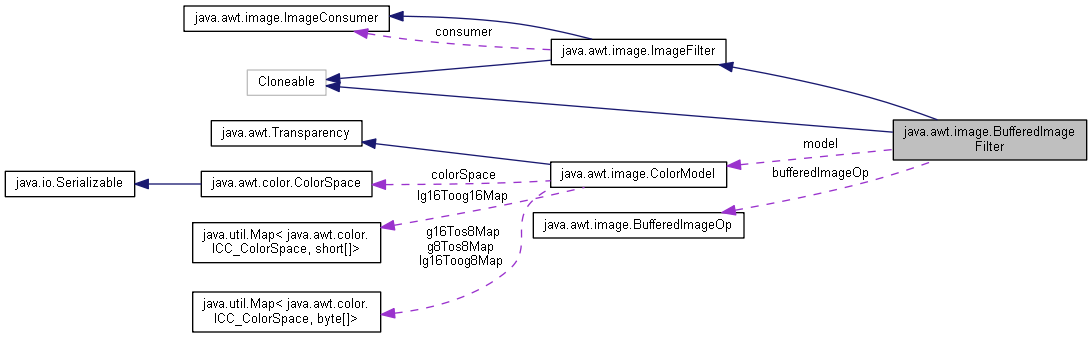 java.awt.image.ImageConsumer
consumer
java.awt.image.ImageFilter
Cloneable
java.awt.Transparency
java.awt.image.BufferedImage
Filter
model
bufferedImageOp
java.io.Serializable
java.awt.color.ColorSpace
colorSpace
java.awt.image.ColorModel
lg16Toog16Map
java.awt.image.BufferedImageOp
java.util.Map< java.awt.color.
ICC_ColorSpace, short[]>
g16Tos8Map
g8Tos8Map
lg16Toog8Map
java.util.Map< java.awt.color.
ICC_ColorSpace, byte[]>